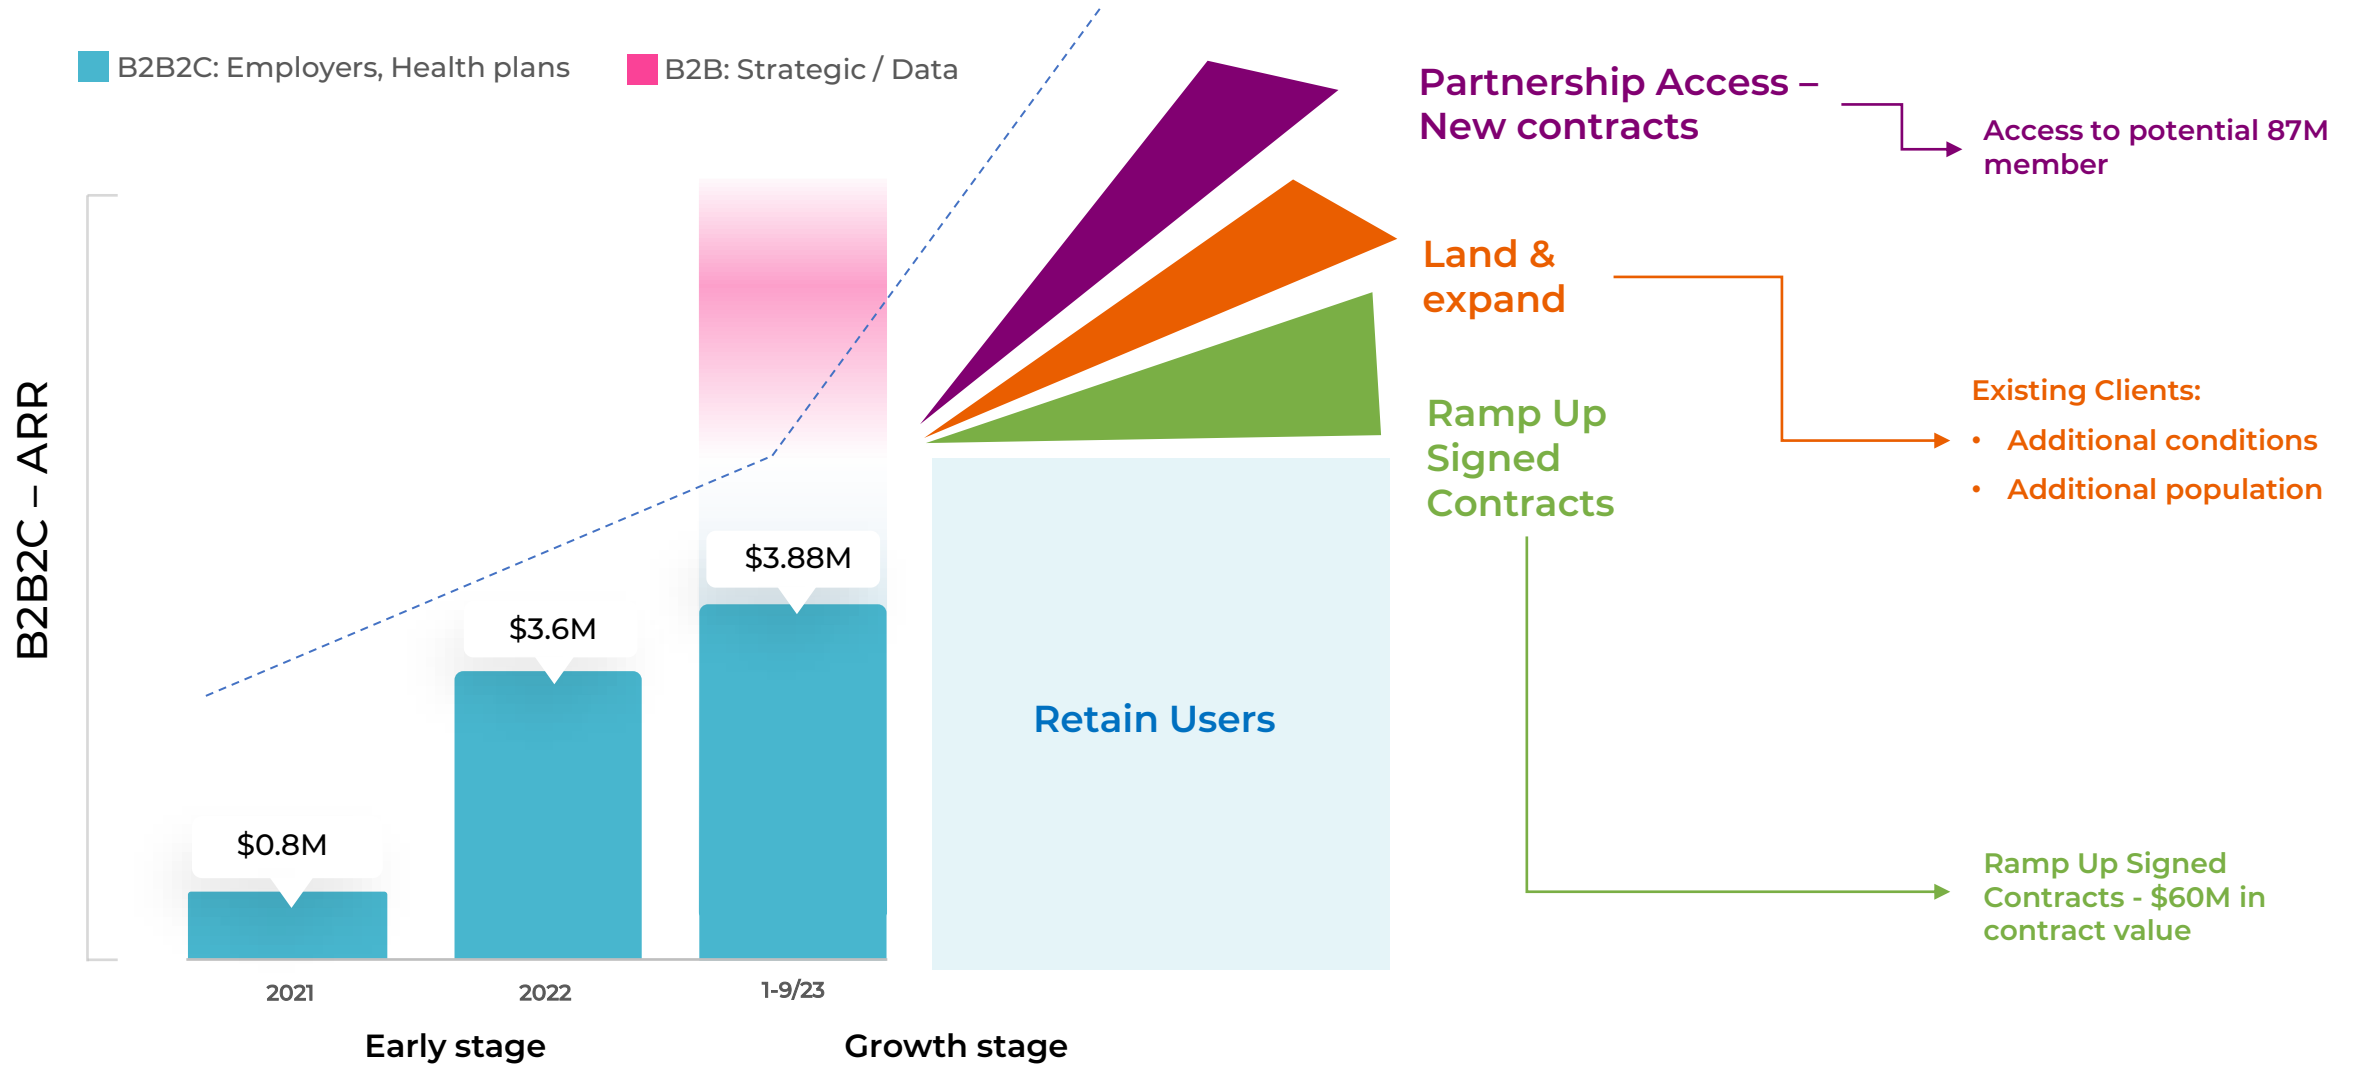 B2B2C: Employers, Health plans
B2B: Strategic / Data
B2B2C – ARR
$0.8M
$3.6M
$3.88M
2021
2022
1-9/23
Early stage
Growth stage
Retain Users
Partnership Access –
New contracts
Access to potential 87M
member
Land &
expand
Existing Clients:
• Additional conditions
• Additional population
Ramp Up
Signed
Contracts
Ramp Up Signed
Contracts - $60M in
contract value